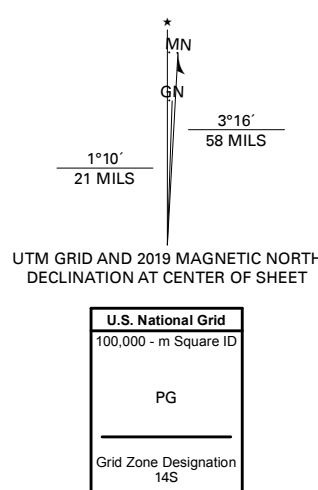 MN
GN
3°16´
58 MILS
1°10´
21 MILS
UTM GRID AND 2019 MAGNETIC NORTH
DECLINATION AT CENTER OF SHEET
U.S. National Grid
100,000 - m Square ID
PG
Grid Zone Designation
14S